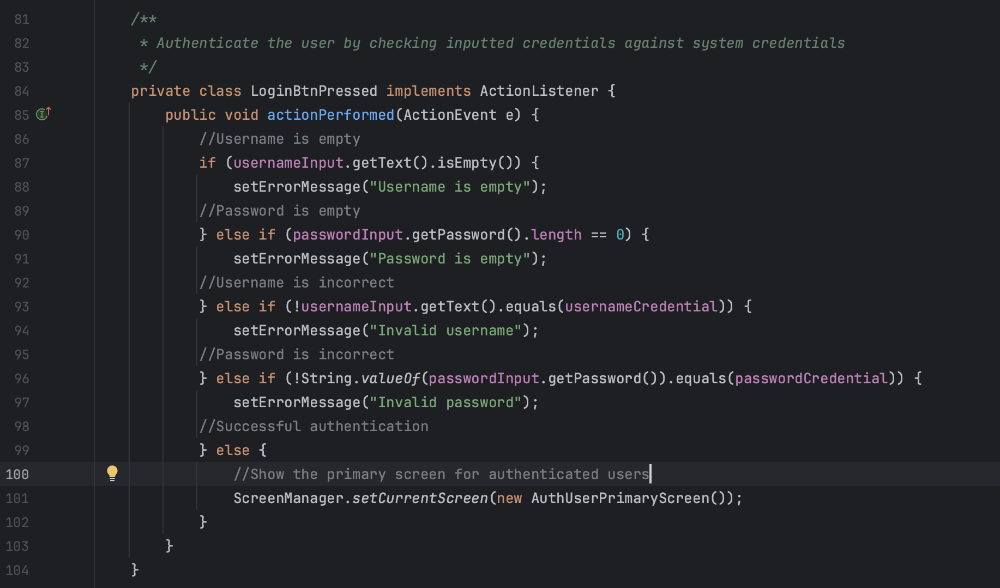 81 /**
82 * Authenticate the user by checking inputted credentials against system credentials
83 */
84 private class LoginBtnPressed implements ActionListener {
85 public void actionPerformed(ActionEvent e) {
86 //Username is empty
87 if (usernameInput.getText().isEmpty()) {
88 setErrorMessage("Username is empty");
89 //Password is empty
90 } else if (passwordInput.getPassword().length == 0) {
91 setErrorMessage("Password is empty");
92 //Username is incorrect
93 } else if (!usernameInput.getText().equals(usernameCredential)) {
94 setErrorMessage("Invalid username");
95 //Password is incorrect
96 } else if (!String.valueOf(passwordInput.getPassword()).equals(passwordCredential)) {
97 setErrorMessage("Invalid password");
98 //Successful authentication
99 } else {
100 //Show the primary screen for authenticated users
101 ScreenManager.setCurrentScreen(new AuthUserPrimaryScreen());
102 }
103 }
104 }